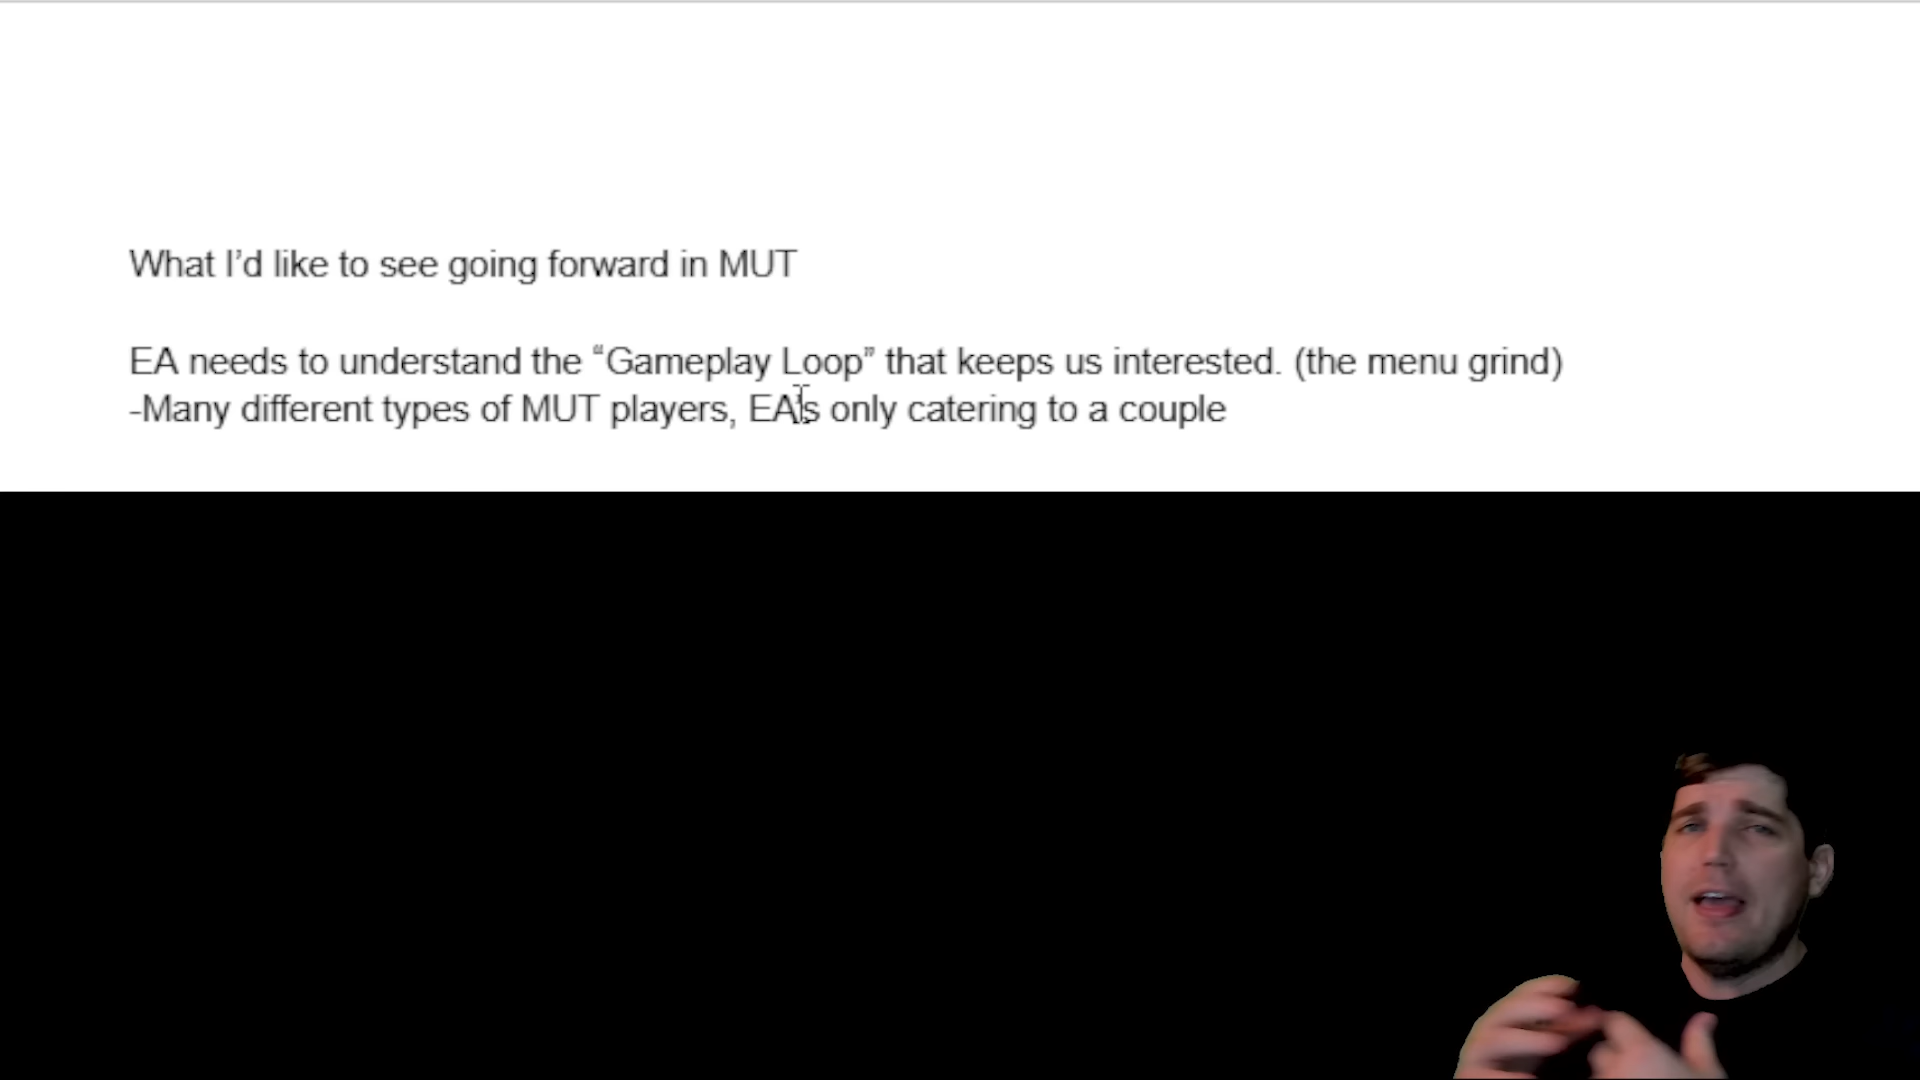 What I’d like to see going forward in MUT
EA needs to understand the “Gameplay Loop” that keeps us interested. (the menu grind)
-Many different types of MUT players, EA’s only catering to a couple